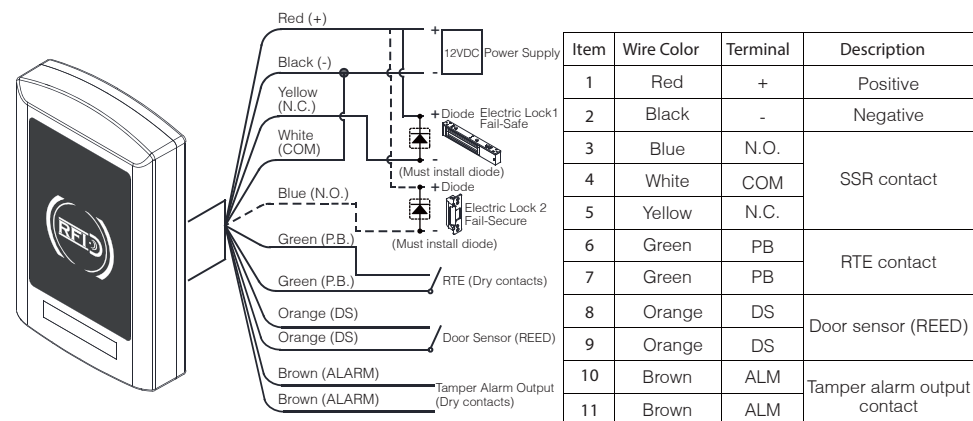 RFID
Red (+)
Black (-)
Yellow
(N.C.)
White
(COM)
Blue (N.O.)
Green (P.B.)
Green (P.B.)
Orange (DS)
Orange (DS)
Brown (ALARM)
Brown (ALARM)
+
12VDC Power Supply
-
+ Diode Electric Lock1
Fail-Safe
-
(Must install diode)
+ Diode
Electric Lock 2
Fail-Secure
-
(Must install diode)
RTE (Dry contacts)
Door Sensor (REED)
Tamper Alarm Output
(Dry contacts)
Item Wire Color Terminal Description
1 Red + Positive
2 Black - Negative
3 Blue N.O.
4 White COM SSR contact
5 Yellow N.C.
6 Green PB
RTE contact
7 Green PB
8 Orange DS
Door sensor (REED)
9 Orange DS
10 Brown ALM
Tamper alarm output
contact
11 Brown ALM